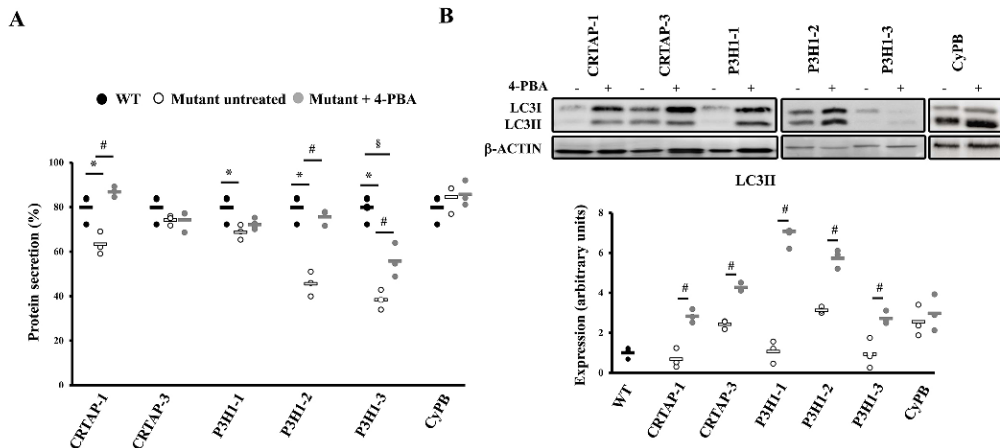 A
WT Mutant untreated Mutant + 4-PBA
Protein secretion (%)
100
80
60
40
20
0
* #
*
* #
§
* #
CRTAP-1 CRTAP-3 P3H1-1 P3H1-2 P3H1-3 CyPB
B
CRTAP-1 CRTAP-3 P3H1-1 P3H1-2 P3H1-3 CyPB
4-PBA - + - + - + - + - + - +
LC3I
LC3II
β-ACTIN
LC3II
Expression (arbitrary units)
8
6
4
2
0
# # # # #
WT CRTAP-1 CRTAP-3 P3H1-1 P3H1-2 P3H1-3 CyPB